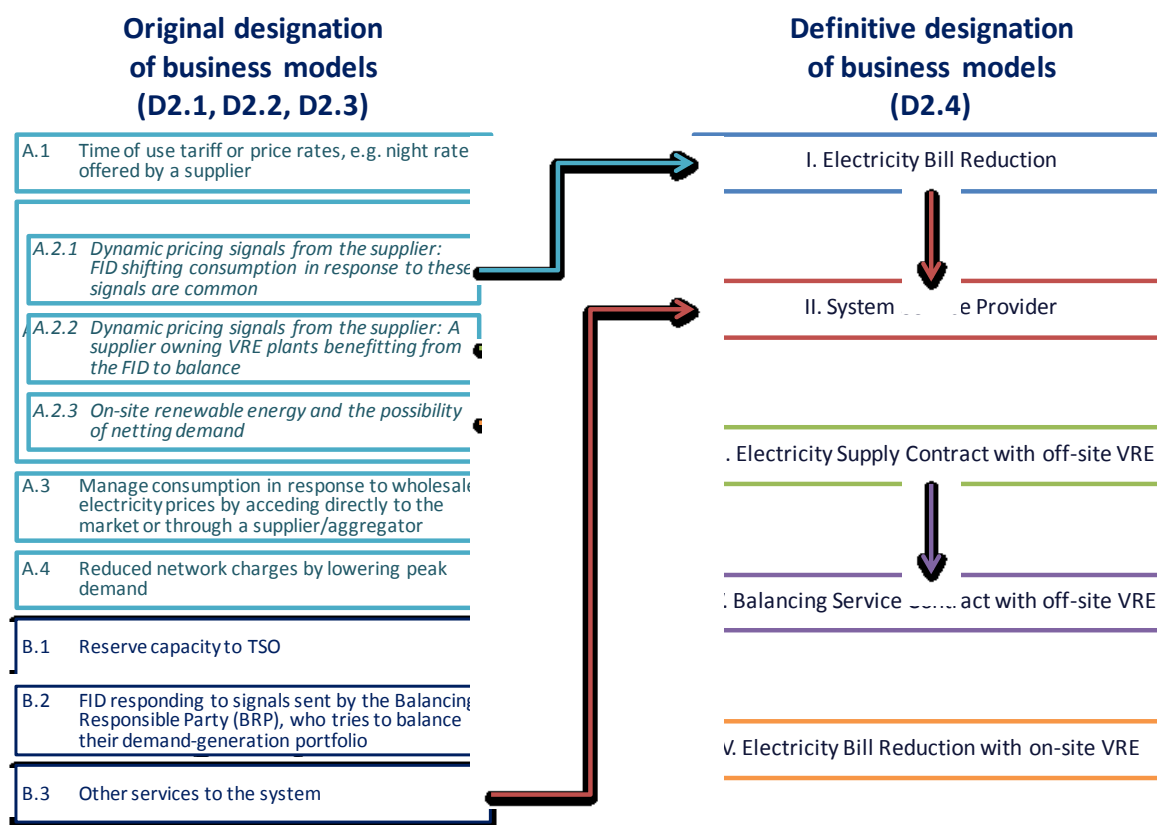 Original designation
of business models
(D2.1, D2.2, D2.3)
A.1 Time of use tariff or price rates, e.g. night rate
offered by a supplier
A.2.1 Dynamic pricing signals from the supplier:
FID shifting consumption in response to these
signals are common
A.2.2 Dynamic pricing signals from the supplier: A
supplier owning VRE plants benefitting from
the FID to balance
A.2.3 On-site renewable energy and the possibility
of netting demand
A.3 Manage consumption in response to wholesale
electricity prices by acceding directly to the
market or through a supplier/aggregator
A.4 Reduced network charges by lowering peak
demand
B.1 Reserve capacity to TSO
B.2 FID responding to signals sent by the Balancing
Responsible Party (BRP), who tries to balance
their demand-generation portfolio
B.3 Other services to the system
Definitive designation
of business models
(D2.4)
I. Electricity Bill Reduction
II. System Provider
. Electricity Supply Contract with off-site VRE
. Balancing Service with off-site VRE
V. Electricity Bill Reduction with on-site VRE